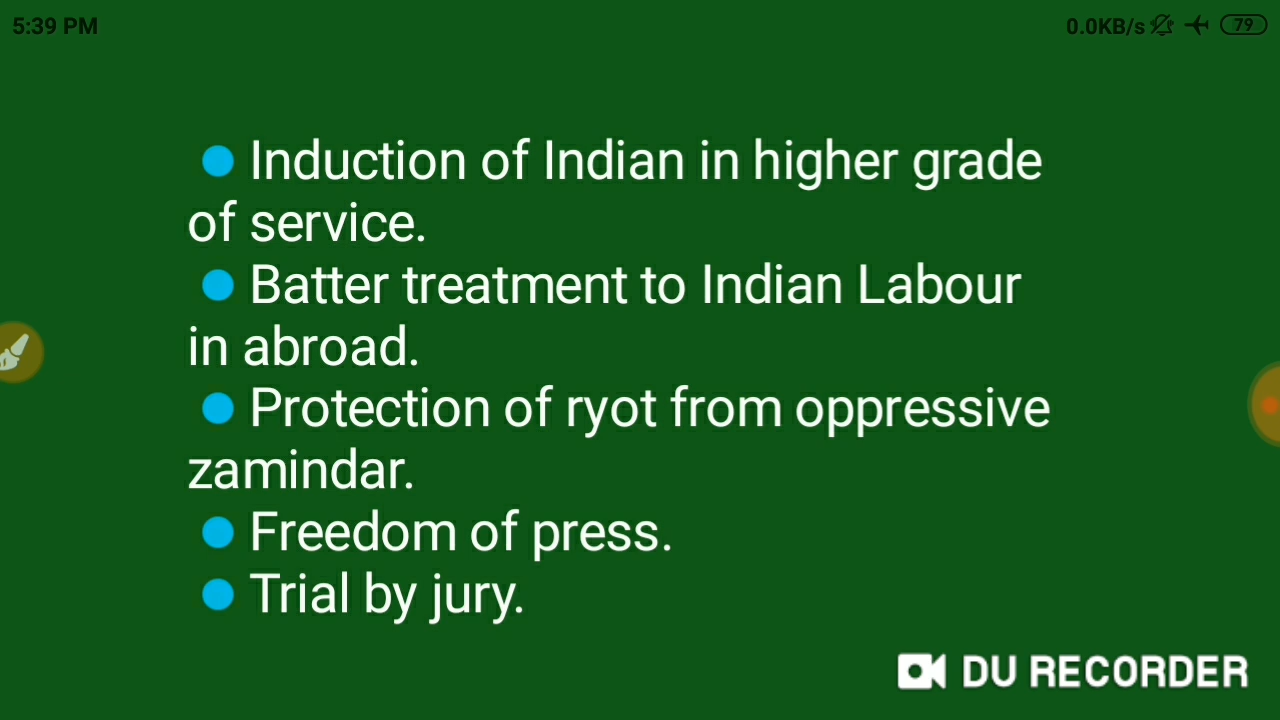 5:39 PM 0.0KB/s 79
● Induction of Indian in higher grade
of service.
● Batter treatment to Indian Labour
in abroad.
● Protection of ryot from oppressive
zamindar.
● Freedom of press.
● Trial by jury.
DU RECORDER